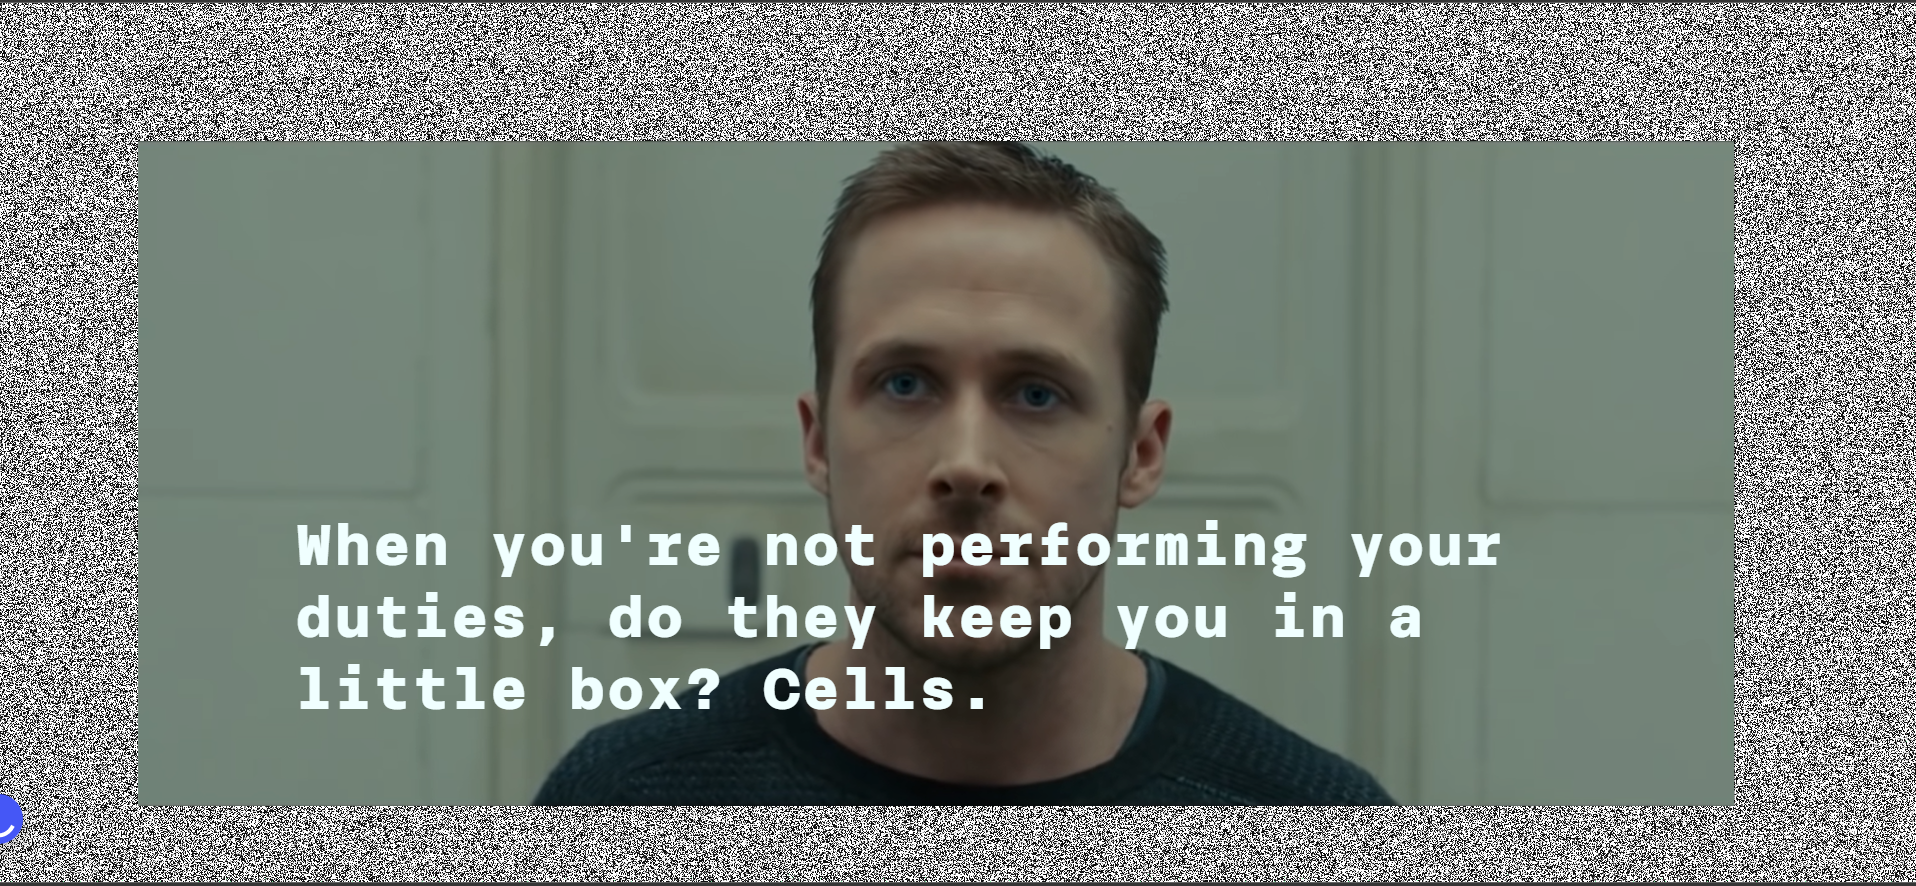 When you're not performing your
duties, do they keep you in a
little box? Cells.